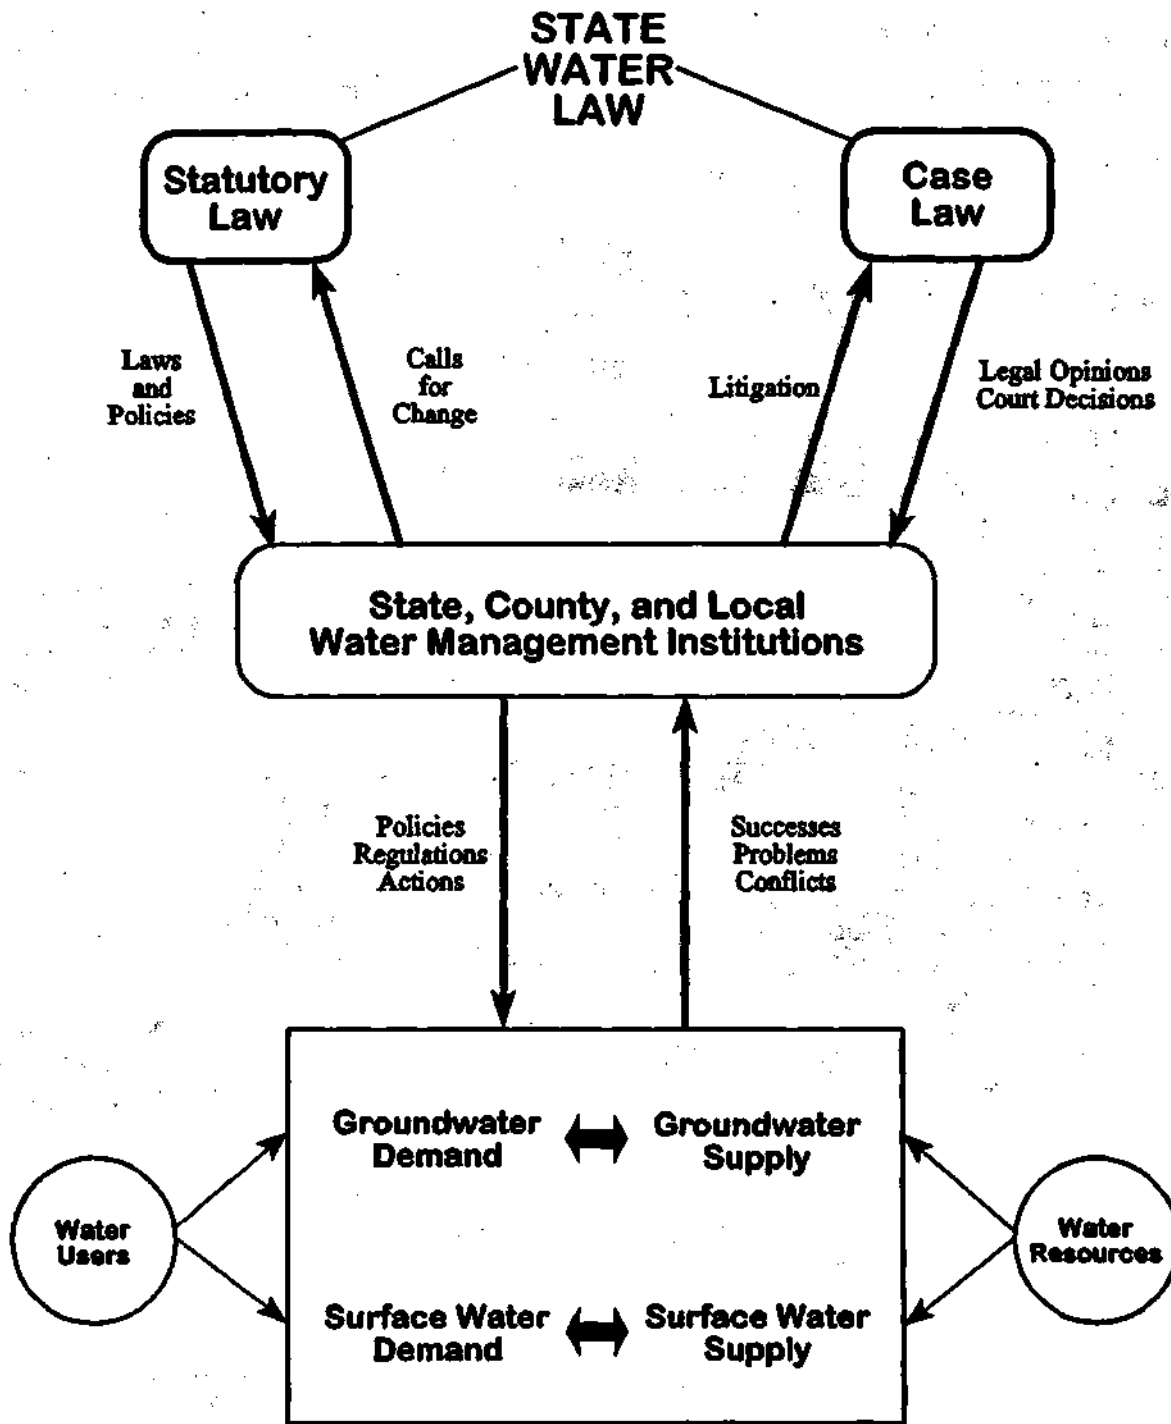 STATE
WATER
LAW
Statutory
Law
Case
Law
Laws
and
Policies
Calls
for
Change
Litigation
Legal Opinions
Court Decisions
State, County, and Local
Water Management Institutions
Policies
Regulations
Actions
Successes
Problems
Conflicts
Groundwater
Demand
Groundwater
Supply
Water
Users
Water
Resources
Surface Water
Demand
Surface Water
Supply